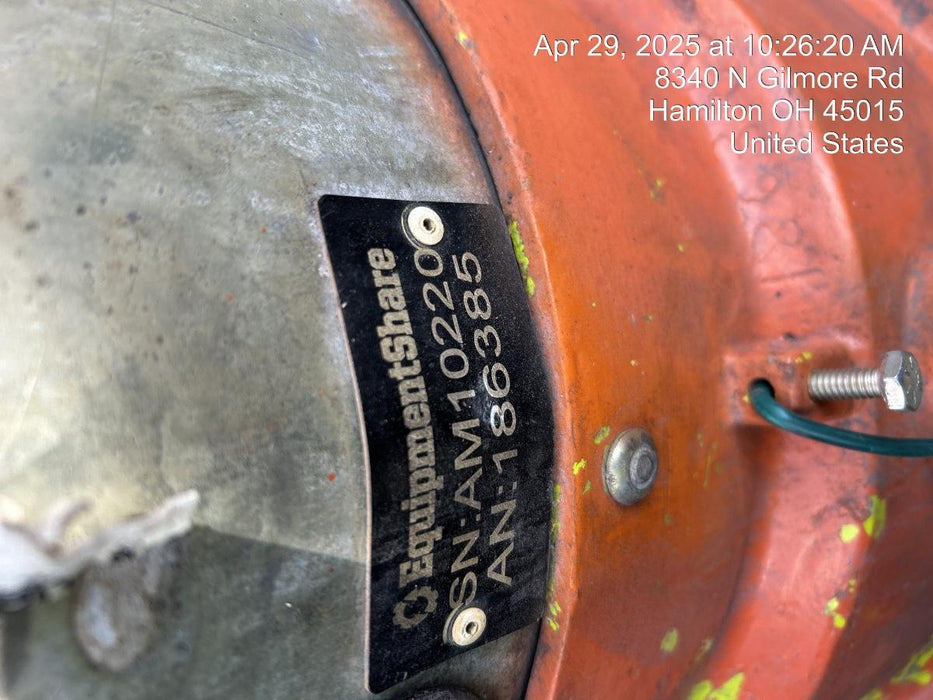 Apr 29, 2025 at 10:26:20 AM
8340 N Gilmore Rd
Hamilton OH 45015
United States
EquipmentShare
SN:AM10220
AN:186385